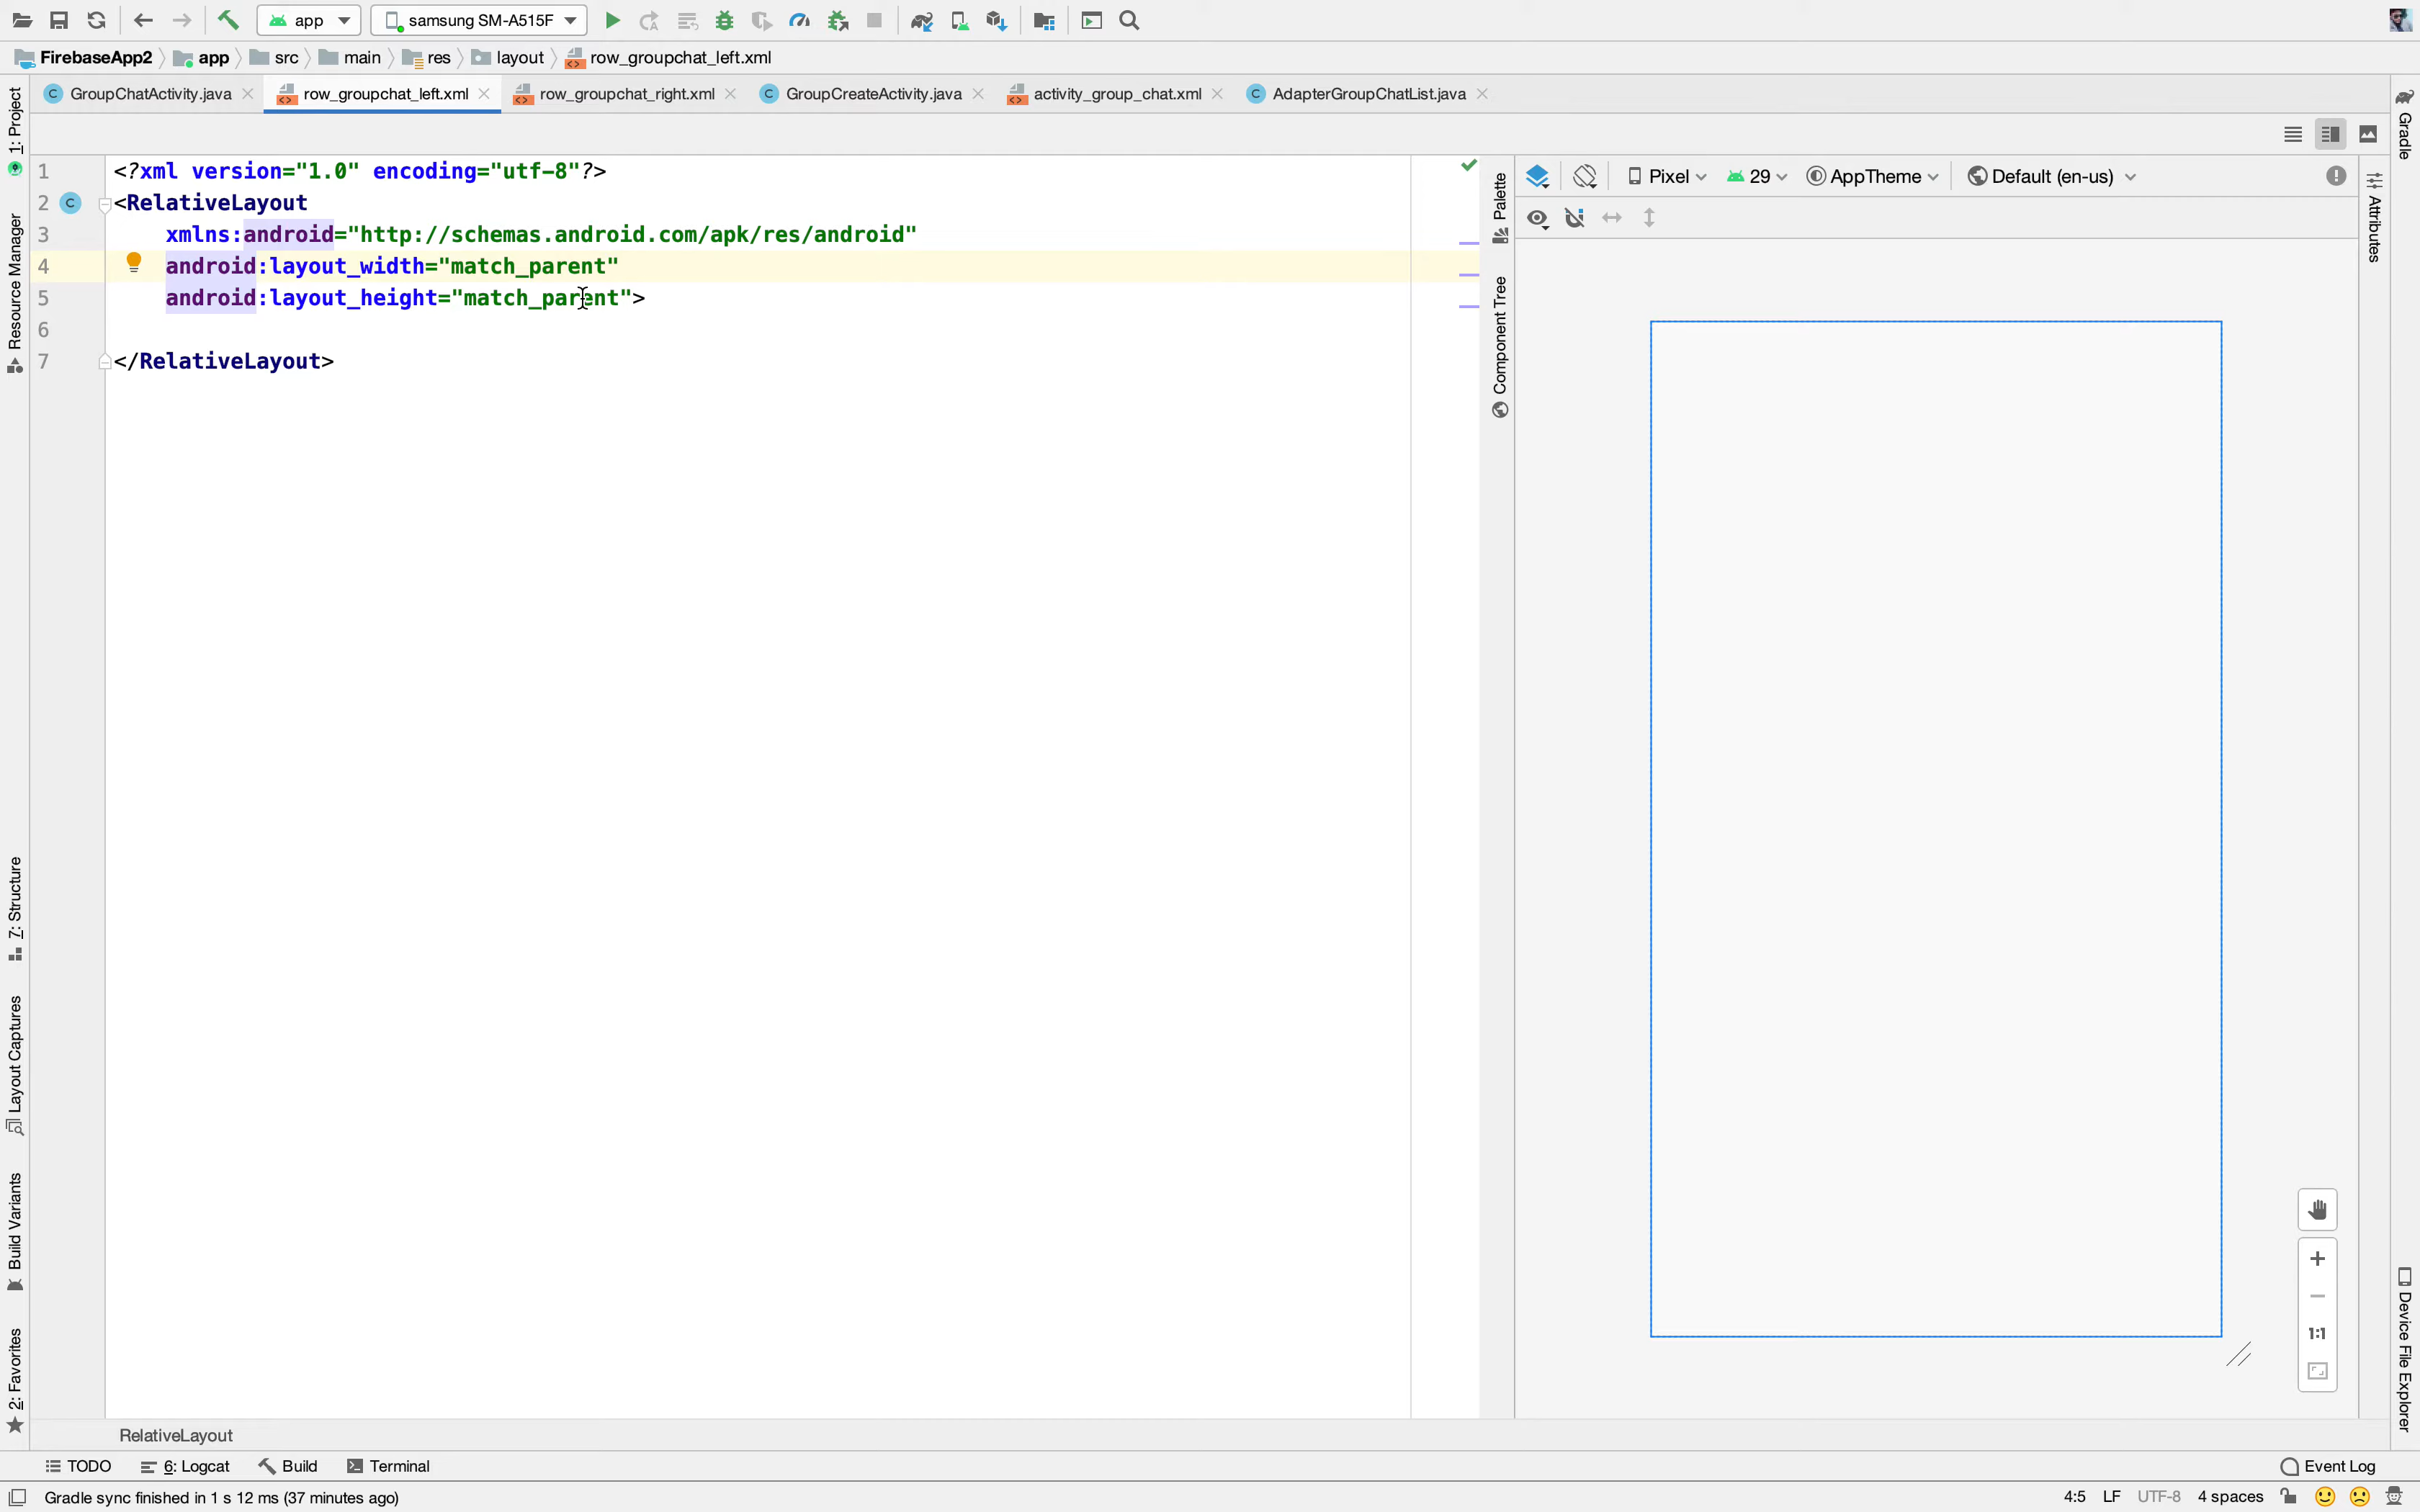 app
samsung SM-A515F
FirebaseApp2
app
src
main
res
layout
row_groupchat_left.xml
GroupChatActivity.java
row_groupchat_left.xml
row_groupchat_right.xml
GroupCreateActivity.java
activity_group_chat.xml
AdapterGroupChatList.java
1: Project
Resource Manager
7: Structure
Layout Captures
Build Variants
2: Favorites
1 <?xml version="1.0" encoding="utf-8"?>
2 <RelativeLayout
3 xmlns:android="http://schemas.android.com/apk/res/android"
4 android:layout_width="match_parent"
5 android:layout_height="match_parent">
6
7 </RelativeLayout>
Palette
Component Tree
Pixel
29
AppTheme
Default (en-us)
1:1
Gradle
Attributes
Device File Explorer
RelativeLayout
TODO
6: Logcat
Build
Terminal
Event Log
Gradle sync finished in 1 s 12 ms (37 minutes ago)
4:5
LF
UTF-8
4 spaces